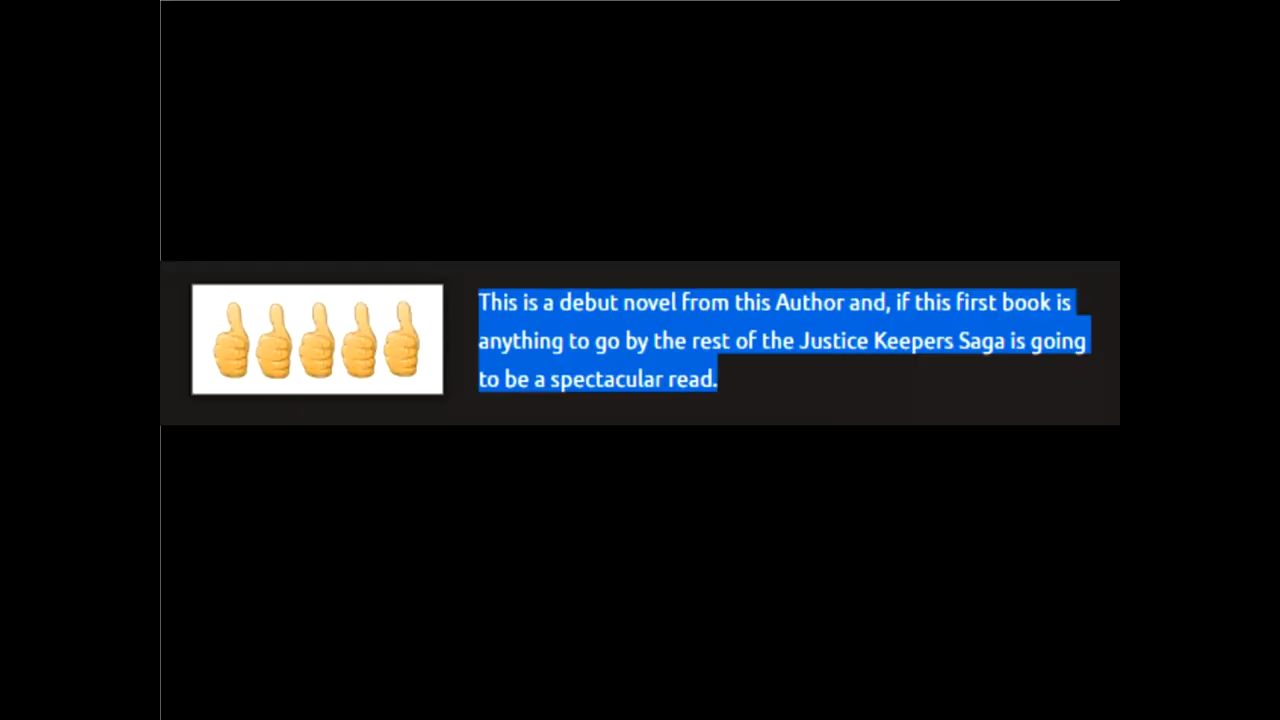 This is a debut novel from this Author and, if this first book is
anything to go by the rest of the Justice Keepers Saga is going
to be a spectacular read.